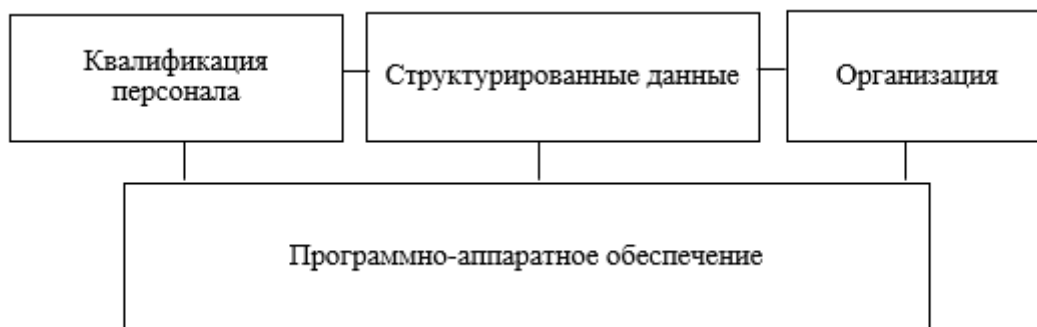 Квалификация
персонала
Структурированные данные
Организация
Программно-аппаратное обеспечение